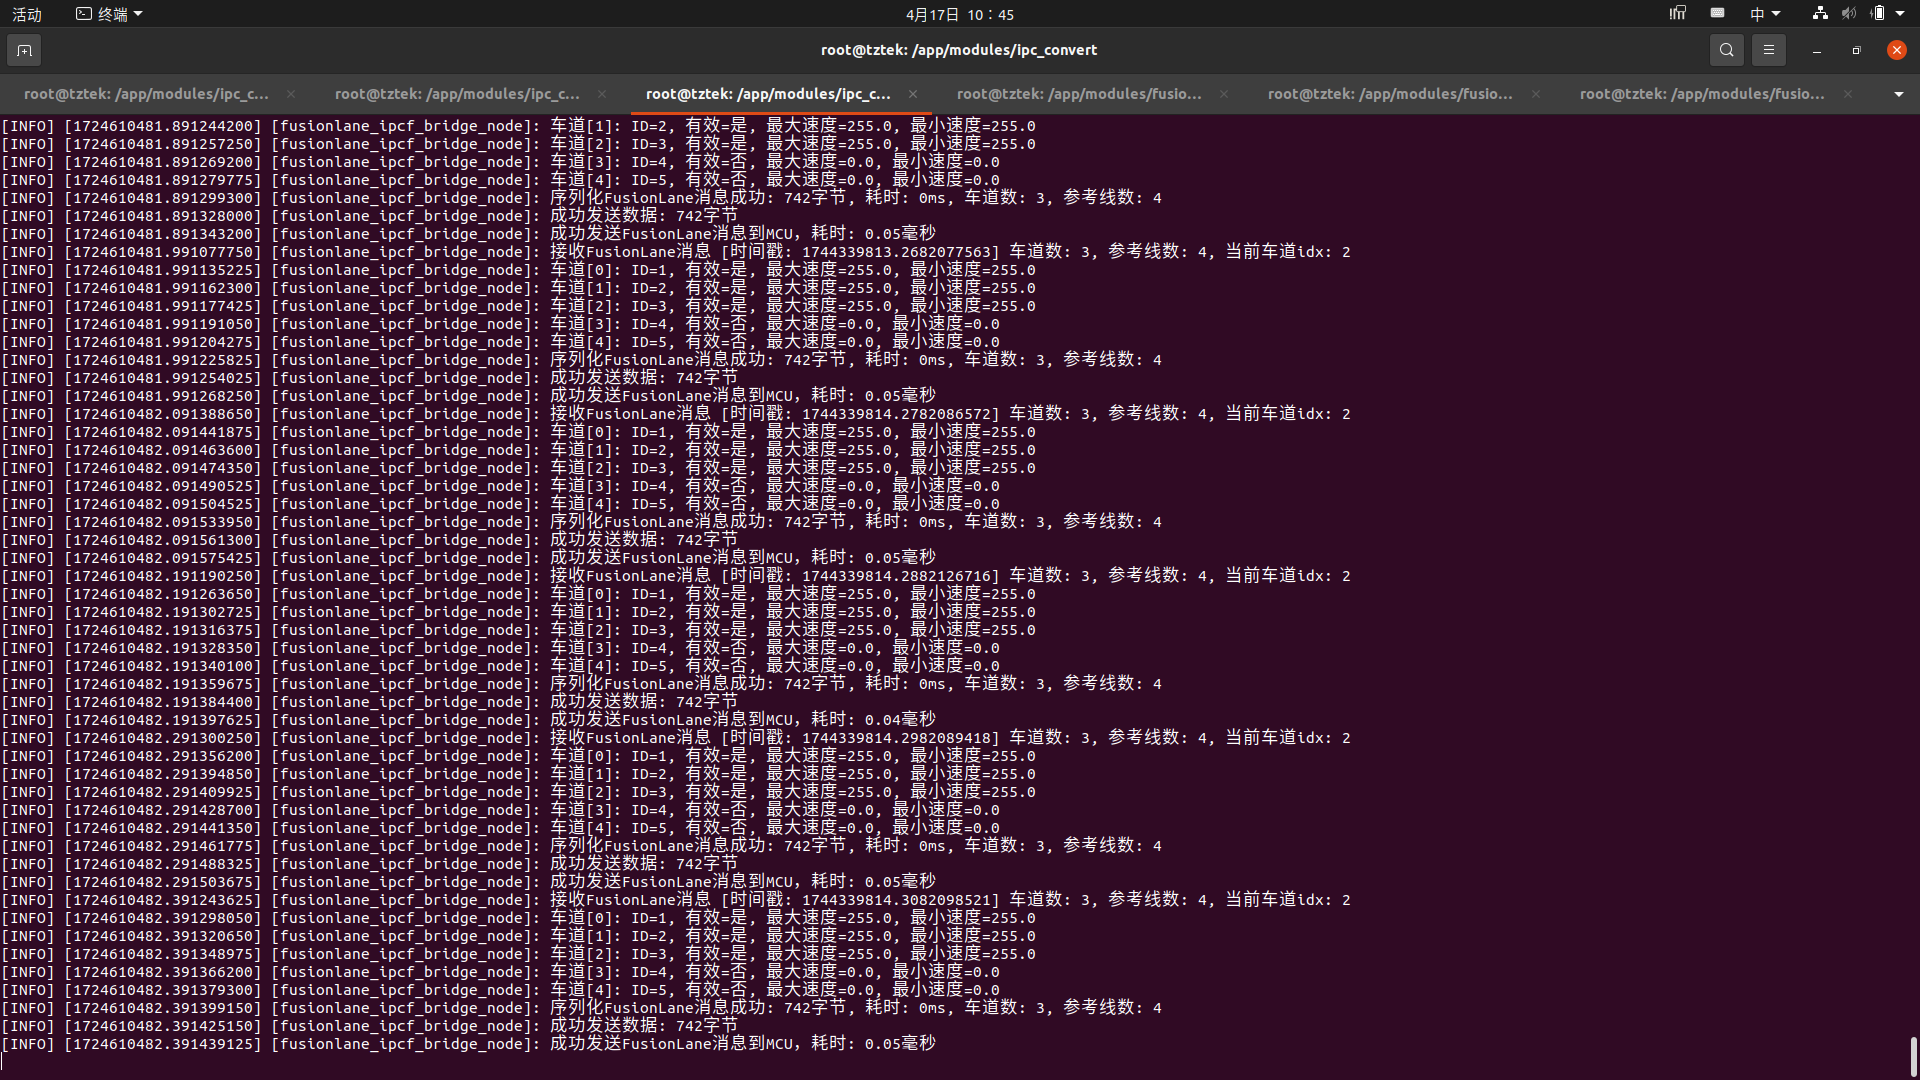 活动
终端
4月17日 10：45
中
root@tztek: /app/modules/ipc_convert
root@tztek: /app/modules/ipc_c...
root@tztek: /app/modules/ipc_c...
root@tztek: /app/modules/ipc_c...
root@tztek: /app/modules/fusio...
root@tztek: /app/modules/fusio...
root@tztek: /app/modules/fusio...
[INFO] [1724610481.891244200] [fusionlane_ipcf_bridge_node]: 车道[1]: ID=2, 有效=是, 最大速度=255.0, 最小速度=255.0
[INFO] [1724610481.891257250] [fusionlane_ipcf_bridge_node]: 车道[2]: ID=3, 有效=是, 最大速度=255.0, 最小速度=255.0
[INFO] [1724610481.891269200] [fusionlane_ipcf_bridge_node]: 车道[3]: ID=4, 有效=否, 最大速度=0.0, 最小速度=0.0
[INFO] [1724610481.891279775] [fusionlane_ipcf_bridge_node]: 车道[4]: ID=5, 有效=否, 最大速度=0.0, 最小速度=0.0
[INFO] [1724610481.891299300] [fusionlane_ipcf_bridge_node]: 序列化FusionLane消息成功: 742字节, 耗时: 0ms, 车道数: 3, 参考线数: 4
[INFO] [1724610481.891328000] [fusionlane_ipcf_bridge_node]: 成功发送数据: 742字节
[INFO] [1724610481.891343200] [fusionlane_ipcf_bridge_node]: 成功发送FusionLane消息到MCU, 耗时: 0.05毫秒
[INFO] [1724610481.991077750] [fusionlane_ipcf_bridge_node]: 接收FusionLane消息 [时间戳: 1744339813.2682077563] 车道数: 3, 参考线数: 4, 当前车道idx: 2
[INFO] [1724610481.991135225] [fusionlane_ipcf_bridge_node]: 车道[0]: ID=1, 有效=是, 最大速度=255.0, 最小速度=255.0
[INFO] [1724610481.991162300] [fusionlane_ipcf_bridge_node]: 车道[1]: ID=2, 有效=是, 最大速度=255.0, 最小速度=255.0
[INFO] [1724610481.991177425] [fusionlane_ipcf_bridge_node]: 车道[2]: ID=3, 有效=是, 最大速度=255.0, 最小速度=255.0
[INFO] [1724610481.991191050] [fusionlane_ipcf_bridge_node]: 车道[3]: ID=4, 有效=否, 最大速度=0.0, 最小速度=0.0
[INFO] [1724610481.991204275] [fusionlane_ipcf_bridge_node]: 车道[4]: ID=5, 有效=否, 最大速度=0.0, 最小速度=0.0
[INFO] [1724610481.991225825] [fusionlane_ipcf_bridge_node]: 序列化FusionLane消息成功: 742字节, 耗时: 0ms, 车道数: 3, 参考线数: 4
[INFO] [1724610481.991254025] [fusionlane_ipcf_bridge_node]: 成功发送数据: 742字节
[INFO] [1724610481.991268250] [fusionlane_ipcf_bridge_node]: 成功发送FusionLane消息到MCU, 耗时: 0.05毫秒
[INFO] [1724610482.091388650] [fusionlane_ipcf_bridge_node]: 接收FusionLane消息 [时间戳: 1744339814.2782086572] 车道数: 3, 参考线数: 4, 当前车道idx: 2
[INFO] [1724610482.091441875] [fusionlane_ipcf_bridge_node]: 车道[0]: ID=1, 有效=是, 最大速度=255.0, 最小速度=255.0
[INFO] [1724610482.091463600] [fusionlane_ipcf_bridge_node]: 车道[1]: ID=2, 有效=是, 最大速度=255.0, 最小速度=255.0
[INFO] [1724610482.091474350] [fusionlane_ipcf_bridge_node]: 车道[2]: ID=3, 有效=是, 最大速度=255.0, 最小速度=255.0
[INFO] [1724610482.091490525] [fusionlane_ipcf_bridge_node]: 车道[3]: ID=4, 有效=否, 最大速度=0.0, 最小速度=0.0
[INFO] [1724610482.091504525] [fusionlane_ipcf_bridge_node]: 车道[4]: ID=5, 有效=否, 最大速度=0.0, 最小速度=0.0
[INFO] [1724610482.091533950] [fusionlane_ipcf_bridge_node]: 序列化FusionLane消息成功: 742字节, 耗时: 0ms, 车道数: 3, 参考线数: 4
[INFO] [1724610482.091561300] [fusionlane_ipcf_bridge_node]: 成功发送数据: 742字节
[INFO] [1724610482.091575425] [fusionlane_ipcf_bridge_node]: 成功发送FusionLane消息到MCU, 耗时: 0.05毫秒
[INFO] [1724610482.191190250] [fusionlane_ipcf_bridge_node]: 接收FusionLane消息 [时间戳: 1744339814.2882126716] 车道数: 3, 参考线数: 4, 当前车道idx: 2
[INFO] [1724610482.191263650] [fusionlane_ipcf_bridge_node]: 车道[0]: ID=1, 有效=是, 最大速度=255.0, 最小速度=255.0
[INFO] [1724610482.191302725] [fusionlane_ipcf_bridge_node]: 车道[1]: ID=2, 有效=是, 最大速度=255.0, 最小速度=255.0
[INFO] [1724610482.191316375] [fusionlane_ipcf_bridge_node]: 车道[2]: ID=3, 有效=是, 最大速度=255.0, 最小速度=255.0
[INFO] [1724610482.191328350] [fusionlane_ipcf_bridge_node]: 车道[3]: ID=4, 有效=否, 最大速度=0.0, 最小速度=0.0
[INFO] [1724610482.191340100] [fusionlane_ipcf_bridge_node]: 车道[4]: ID=5, 有效=否, 最大速度=0.0, 最小速度=0.0
[INFO] [1724610482.191359675] [fusionlane_ipcf_bridge_node]: 序列化FusionLane消息成功: 742字节, 耗时: 0ms, 车道数: 3, 参考线数: 4
[INFO] [1724610482.191384400] [fusionlane_ipcf_bridge_node]: 成功发送数据: 742字节
[INFO] [1724610482.191397625] [fusionlane_ipcf_bridge_node]: 成功发送FusionLane消息到MCU, 耗时: 0.04毫秒
[INFO] [1724610482.291300250] [fusionlane_ipcf_bridge_node]: 接收FusionLane消息 [时间戳: 1744339814.2982089418] 车道数: 3, 参考线数: 4, 当前车道idx: 2
[INFO] [1724610482.291356200] [fusionlane_ipcf_bridge_node]: 车道[0]: ID=1, 有效=是, 最大速度=255.0, 最小速度=255.0
[INFO] [1724610482.291394850] [fusionlane_ipcf_bridge_node]: 车道[1]: ID=2, 有效=是, 最大速度=255.0, 最小速度=255.0
[INFO] [1724610482.291409925] [fusionlane_ipcf_bridge_node]: 车道[2]: ID=3, 有效=是, 最大速度=255.0, 最小速度=255.0
[INFO] [1724610482.291428700] [fusionlane_ipcf_bridge_node]: 车道[3]: ID=4, 有效=否, 最大速度=0.0, 最小速度=0.0
[INFO] [1724610482.291441350] [fusionlane_ipcf_bridge_node]: 车道[4]: ID=5, 有效=否, 最大速度=0.0, 最小速度=0.0
[INFO] [1724610482.291461775] [fusionlane_ipcf_bridge_node]: 序列化FusionLane消息成功: 742字节, 耗时: 0ms, 车道数: 3, 参考线数: 4
[INFO] [1724610482.291488325] [fusionlane_ipcf_bridge_node]: 成功发送数据: 742字节
[INFO] [1724610482.291503675] [fusionlane_ipcf_bridge_node]: 成功发送FusionLane消息到MCU, 耗时: 0.05毫秒
[INFO] [1724610482.391243625] [fusionlane_ipcf_bridge_node]: 接收FusionLane消息 [时间戳: 1744339814.3082098521] 车道数: 3, 参考线数: 4, 当前车道idx: 2
[INFO] [1724610482.391298050] [fusionlane_ipcf_bridge_node]: 车道[0]: ID=1, 有效=是, 最大速度=255.0, 最小速度=255.0
[INFO] [1724610482.391320650] [fusionlane_ipcf_bridge_node]: 车道[1]: ID=2, 有效=是, 最大速度=255.0, 最小速度=255.0
[INFO] [1724610482.391348975] [fusionlane_ipcf_bridge_node]: 车道[2]: ID=3, 有效=是, 最大速度=255.0, 最小速度=255.0
[INFO] [1724610482.391366200] [fusionlane_ipcf_bridge_node]: 车道[3]: ID=4, 有效=否, 最大速度=0.0, 最小速度=0.0
[INFO] [1724610482.391379300] [fusionlane_ipcf_bridge_node]: 车道[4]: ID=5, 有效=否, 最大速度=0.0, 最小速度=0.0
[INFO] [1724610482.391399150] [fusionlane_ipcf_bridge_node]: 序列化FusionLane消息成功: 742字节, 耗时: 0ms, 车道数: 3, 参考线数: 4
[INFO] [1724610482.391425150] [fusionlane_ipcf_bridge_node]: 成功发送数据: 742字节
[INFO] [1724610482.391439125] [fusionlane_ipcf_bridge_node]: 成功发送FusionLane消息到MCU, 耗时: 0.05毫秒